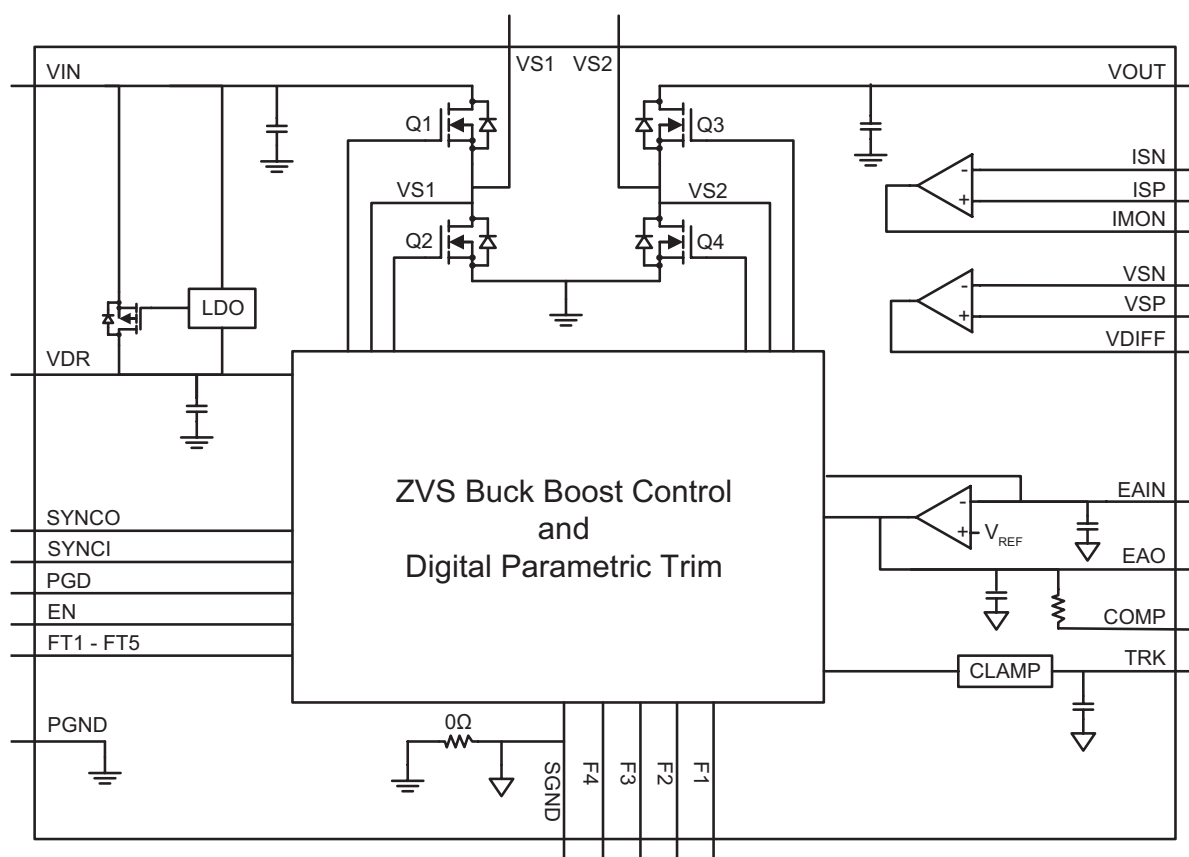 VS1 VS2
VIN
VOUT
Q1
Q3
ISN
-
VS1
VS2
ISP
+
IMON
Q2
Q4
VSN
-
LDO
VSP
+
VDR
VDIFF
ZVS Buck Boost Control
and
Digital Parametric Trim
EAIN
-
+
VREF
SYNCO
SYNCI
EAO
PGD
EN
COMP
FT1 - FT5
TRK
CLAMP
PGND
0Ω
SGND
F4
F3
F2
F1